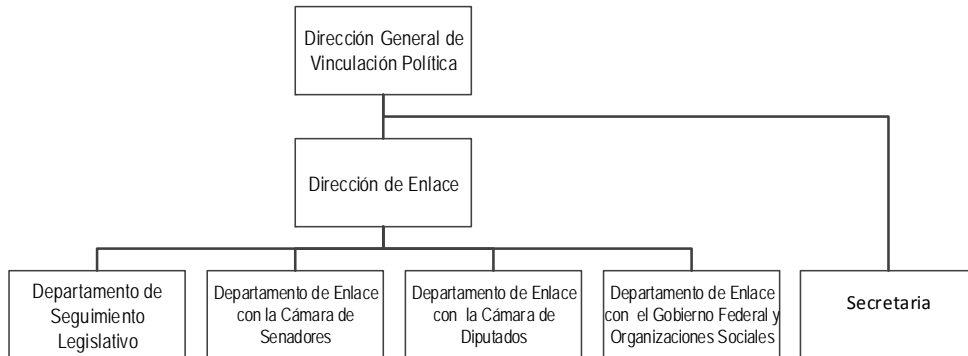 Dirección General de
Vinculación Política
Dirección de Enlace
Departamento de
Seguimiento
Legislativo
Departamento de Enlace
con la Cámara de
Senadores
Departamento de Enlace
con la Cámara de
Diputados
Departamento de Enlace
con el Gobierno Federal y
Organizaciones Sociales
Secretaria